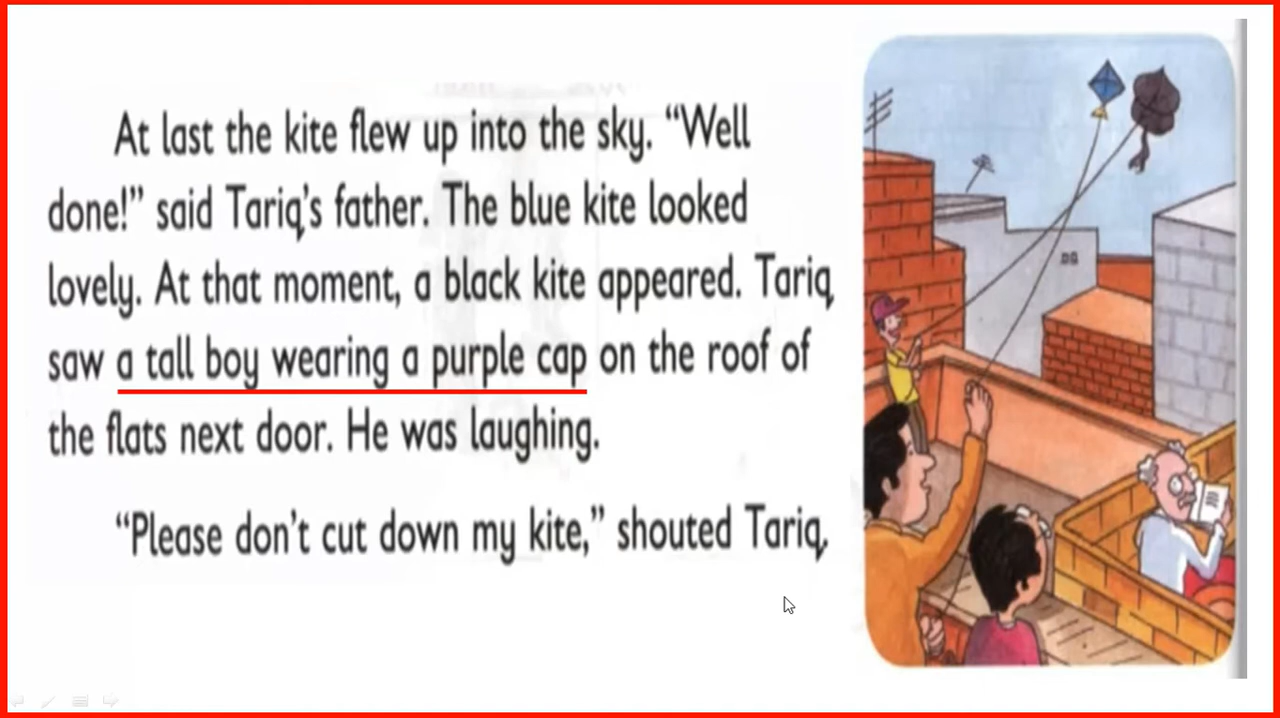 At last the kite flew up into the sky. “Well
done!” said Tariq’s father. The blue kite looked
lovely. At that moment, a black kite appeared. Tariq
saw a tall boy wearing a purple cap on the roof of
the flats next door. He was laughing.
“Please don’t cut down my kite,” shouted Tariq,